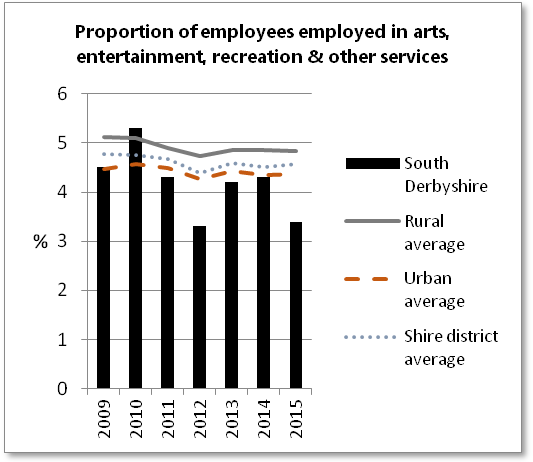 Proportion of employees employed in arts,
entertainment, recreation & other services
6
5
4
3
2
1
0
%
2009
2010
2011
2012
2013
2014
2015
South
Derbyshire
Rural
average
Urban
average
Shire district
average